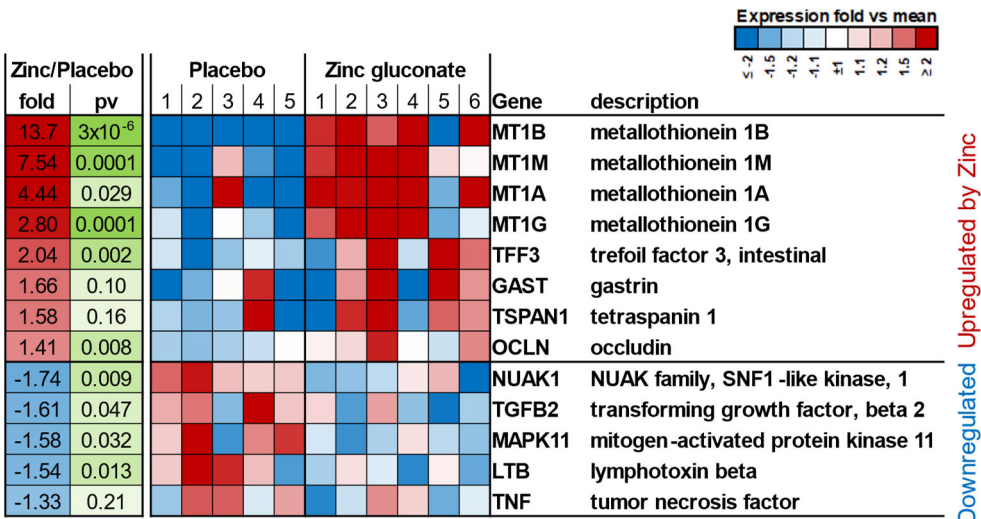 Expression fold vs mean
≤ -2 -1.5 -1.2 -1.1 ±1 1.1 1.2 1.5 ≥ 2
Zinc/Placebo Placebo Zinc gluconate
fold pv 1 2 3 4 5 1 2 3 4 5 6 Gene description
13.7 3x10⁻⁶ MT1B metallothionein 1B
7.54 0.0001 MT1M metallothionein 1M
4.44 0.029 MT1A metallothionein 1A
2.80 0.0001 MT1G metallothionein 1G
2.04 0.002 TFF3 trefoil factor 3, intestinal
1.66 0.10 GAST gastrin
1.58 0.16 TSPAN1 tetraspanin 1
1.41 0.008 OCLN occludin
-1.74 0.009 NUAK1 NUAK family, SNF1-like kinase, 1
-1.61 0.047 TGFB2 transforming growth factor, beta 2
-1.58 0.032 MAPK11 mitogen-activated protein kinase 11
-1.54 0.013 LTB lymphotoxin beta
-1.33 0.21 TNF tumor necrosis factor
Upregulated by Zinc
Downregulated